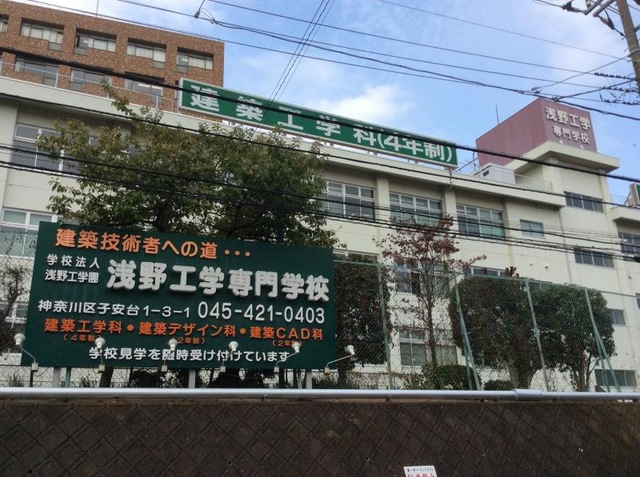 建築工学科(4年制)
浅野工学
専門学校
建築技術者への道・・・
学校法人
浅野工学園
浅野工学専門学校
神奈川区子安台1-3-1 045-421-0403
建築工学科・建築デザイン科・建築CAD科
(4年制) (2年制) (2年制)
学校見学を随時受け付けています